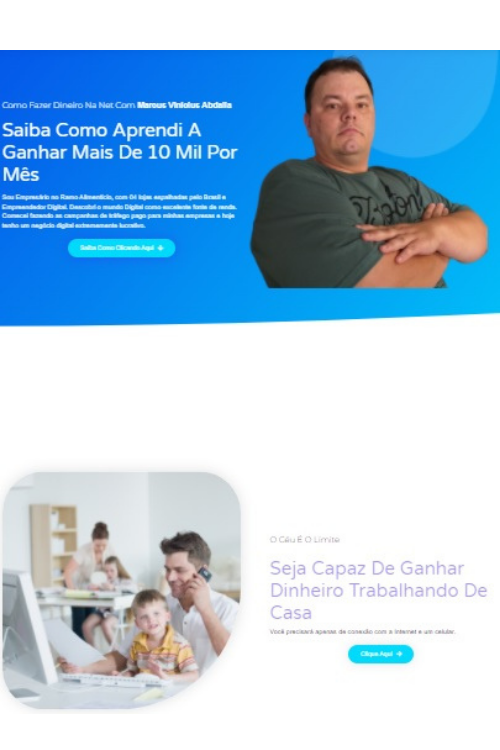 Como Fazer Dineiro Na Net Com Marcus Vinicius Abdalla
Saiba Como Aprendi A
Ganhar Mais De 10 Mil Por
Mês
Sou Empresário no Ramo Alimentício, com 04 lojas espalhadas pelo Brasil e
Empreendedor Digital. Descobri o mundo Digital como excelente fonte de renda.
Comecei fazendo as campanhas de tráfego pago para minhas empresas e hoje
tenho um negócio digital extremamente lucrativo.
Saiba Como Clicando Aqui
O Céu É O Limite
Seja Capaz De Ganhar
Dinheiro Trabalhando De
Casa
Você precisará apenas de conexão com a Internet e um celular.
Clique Aqui